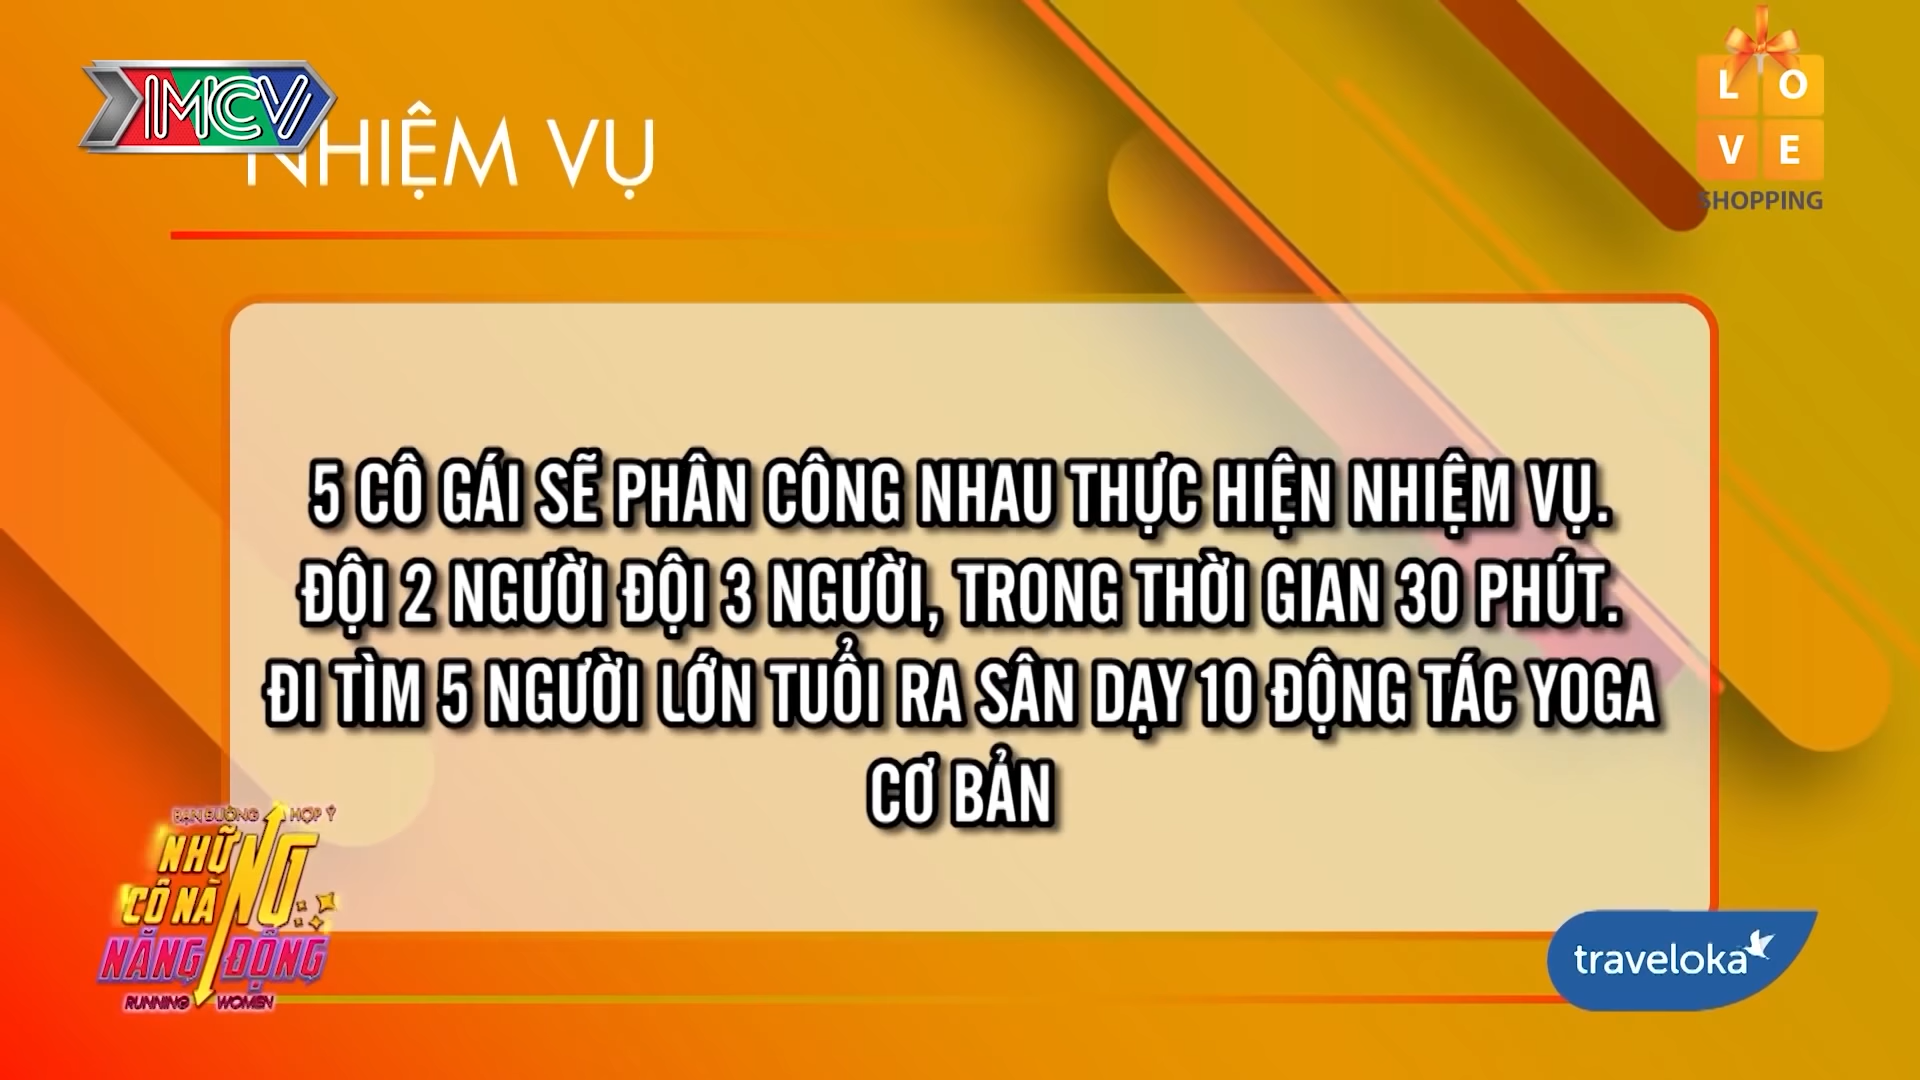 MCV
NHIỆM VỤ
L O
V E
SHOPPING
5 CÔ GÁI SẼ PHÂN CÔNG NHAU THỰC HIỆN NHIỆM VỤ.
ĐỘI 2 NGƯỜI ĐỘI 3 NGƯỜI, TRONG THỜI GIAN 30 PHÚT.
ĐI TÌM 5 NGƯỜI LỚN TUỔI RA SÂN DẠY 10 ĐỘNG TÁC YOGA
CƠ BẢN
BẠN ĐƯỜNG HỢP Ý
NHỮNG
CÔ NÀNG
NĂNG ĐỘNG
RUNNING WOMEN
traveloka